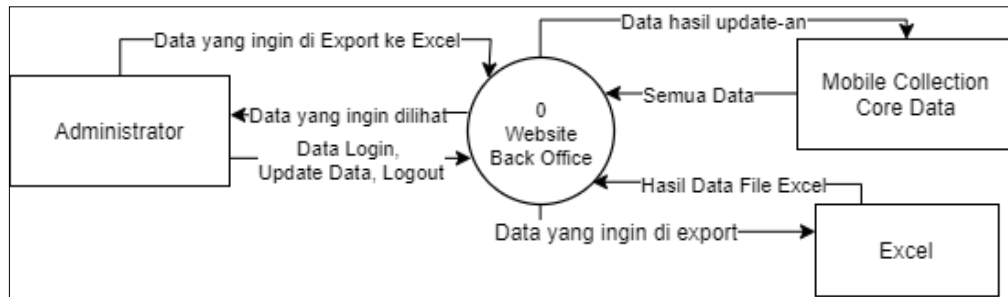 Data hasil update-an
Data yang ingin di Export ke Excel
Mobile Collection
Core Data
Semua Data
0
Website
Back Office
Administrator
Data yang ingin dilihat
Data Login,
Update Data, Logout
Hasil Data File Excel
Data yang ingin di export
Excel